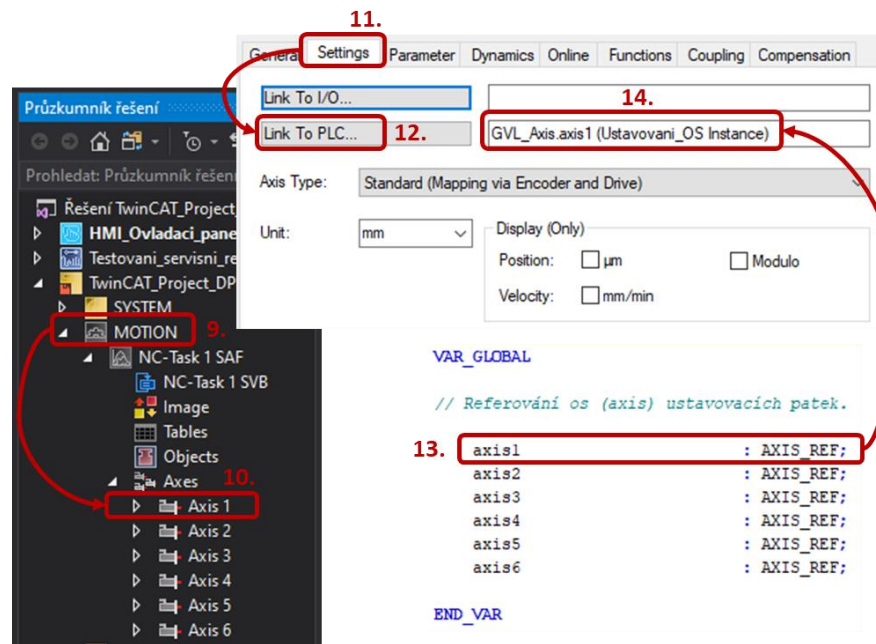 11.
General Settings Parameter Dynamics Online Functions Coupling Compensation
Link To I/O...
14.
Link To PLC...
12.
GVL_Axis.axis1 (Ustavovani_OS Instance)
Axis Type:
Standard (Mapping via Encoder and Drive)
Unit:
mm
Display (Only)
Position:
µm
Modulo
Velocity:
mm/min
Průzkumník řešení
Prohledat: Průzkumník řešení
Řešení TwinCAT_Project_
HMI_Ovladaci_pane
Testovani_servisni_re
TwinCAT_Project_DP
SYSTEM
MOTION
9.
NC-Task 1 SAF
NC-Task 1 SVB
Image
Tables
Objects
Axes
10.
Axis 1
Axis 2
Axis 3
Axis 4
Axis 5
Axis 6
VAR_GLOBAL
// Referování os (axis) ustavovacích patek.
13.
axis1 : AXIS_REF;
axis2 : AXIS_REF;
axis3 : AXIS_REF;
axis4 : AXIS_REF;
axis5 : AXIS_REF;
axis6 : AXIS_REF;
END_VAR